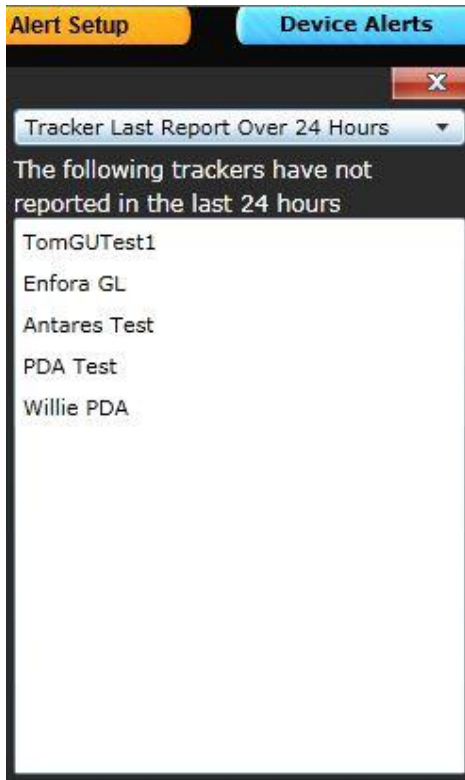 Alert Setup
Device Alerts
X
Tracker Last Report Over 24 Hours
The following trackers have not
reported in the last 24 hours
TomGUTest1
Enfora GL
Antares Test
PDA Test
Willie PDA